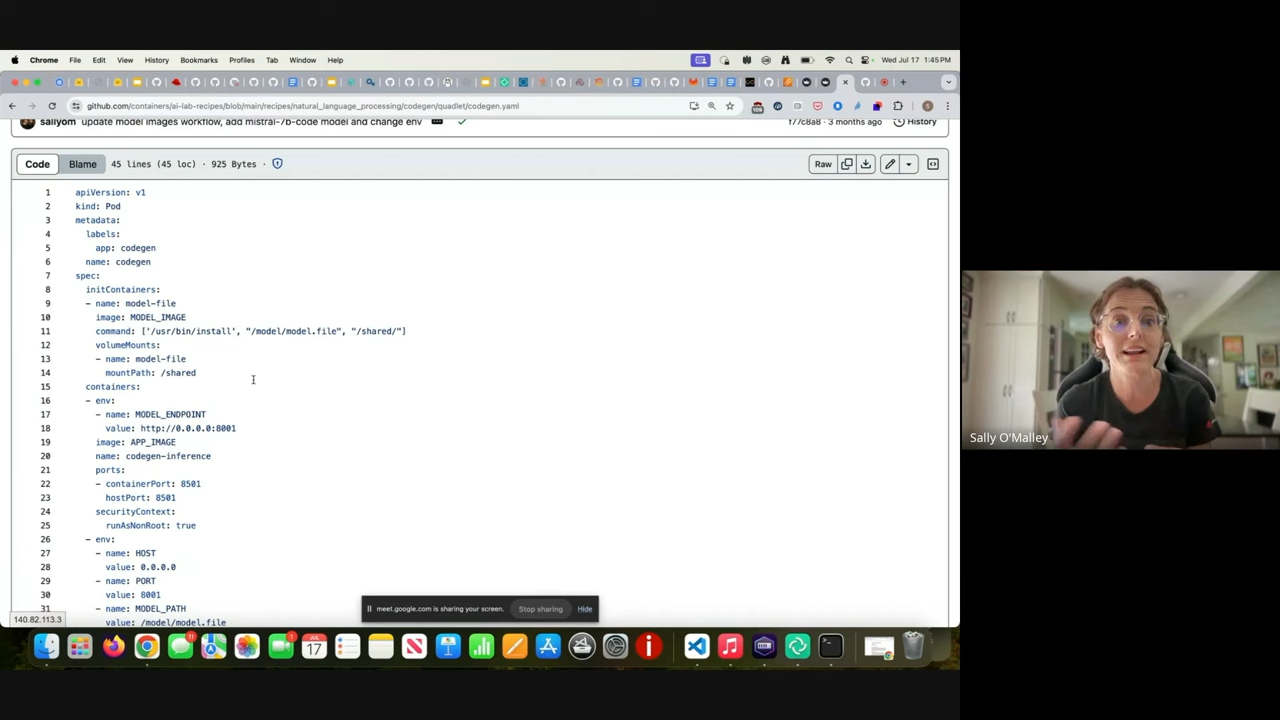 Chrome File Edit View History Bookmarks Profiles Tab Window Help Wed Jul 17 1:45 PM
github.com/containers/ai-lab-recipes/blob/main/recipes/natural_language_processing/codegen/quadlet/codegen.yaml
sallyom update model images workflow, add mistral-7b-code model and change env f77c8a8 · 3 months ago History
Code Blame 45 lines (45 loc) · 925 Bytes Raw
1 apiVersion: v1
2 kind: Pod
3 metadata:
4 labels:
5 app: codegen
6 name: codegen
7 spec:
8 initContainers:
9 - name: model-file
10 image: MODEL_IMAGE
11 command: ['/usr/bin/install', "/model/model.file", "/shared/"]
12 volumeMounts:
13 - name: model-file
14 mountPath: /shared
15 containers:
16 - env:
17 - name: MODEL_ENDPOINT
18 value: http://0.0.0.0:8001
19 image: APP_IMAGE
20 name: codegen-inference
21 ports:
22 - containerPort: 8501
23 hostPort: 8501
24 securityContext:
25 runAsNonRoot: true
26 - env:
27 - name: HOST
28 value: 0.0.0.0
29 - name: PORT
30 value: 8001
31 - name: MODEL_PATH
value: /model/model.file
140.82.113.3
meet.google.com is sharing your screen. Stop sharing Hide
JUL
17
Sally O'Malley